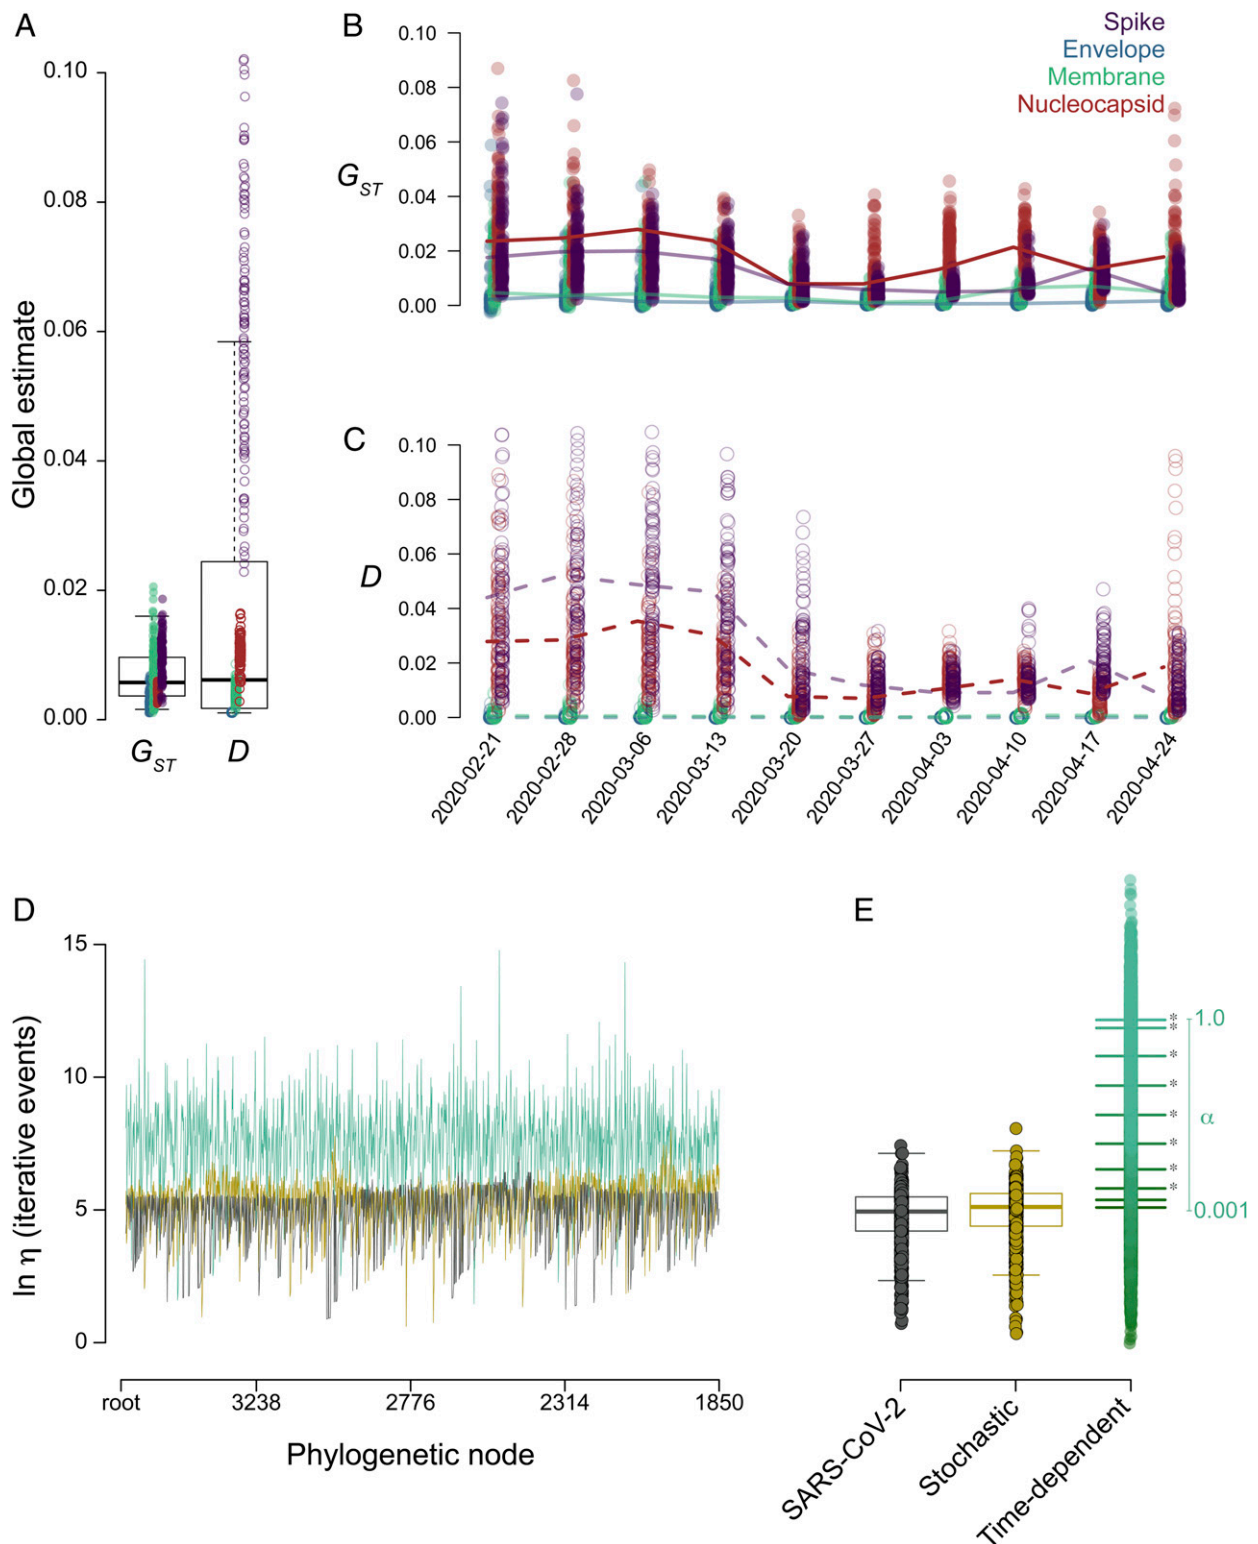 A
Global estimate
0.10
0.08
0.06
0.04
0.02
0.00
G_ST
D
B
Spike
Envelope
Membrane
Nucleocapsid
G_ST
0.10
0.08
0.06
0.04
0.02
0.00
C
D
0.10
0.08
0.06
0.04
0.02
0.00
2020-02-21
2020-02-28
2020-03-06
2020-03-13
2020-03-20
2020-03-27
2020-04-03
2020-04-10
2020-04-17
2020-04-24
D
ln η (iterative events)
15
10
5
0
root
3238
2776
2314
1850
Phylogenetic node
E
*
*
*
*
*
*
*
*
1.0
α
0.001
SARS-CoV-2
Stochastic
Time-dependent